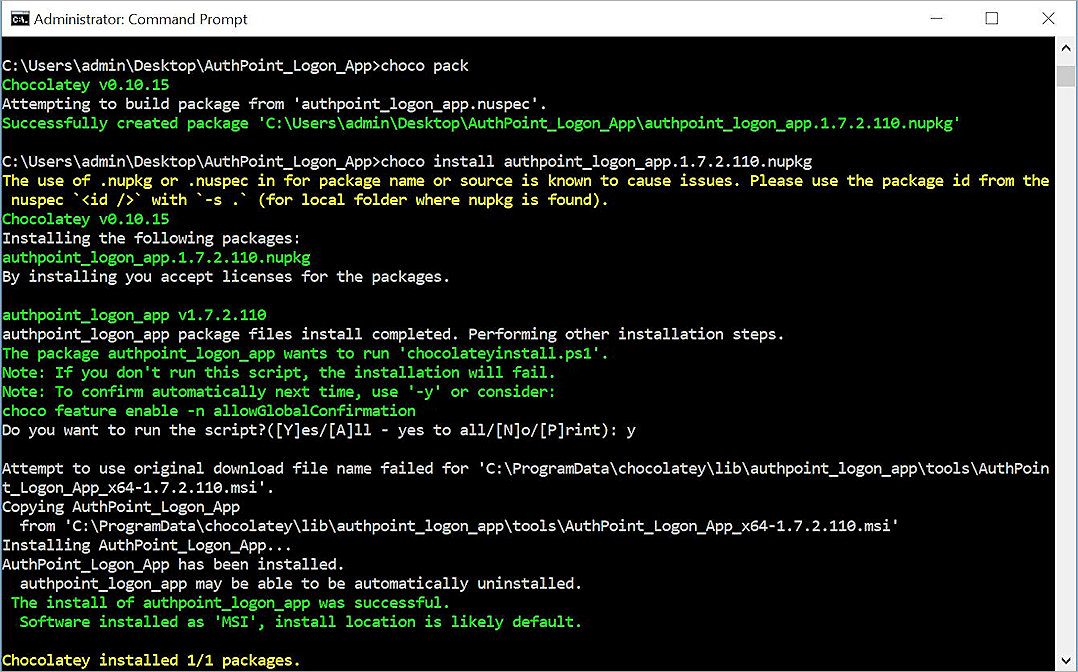 Administrator: Command Prompt
C:\Users\admin\Desktop\AuthPoint_Logon_App>choco pack
Chocolatey v0.10.15
Attempting to build package from 'authpoint_logon_app.nuspec'.
Successfully created package 'C:\Users\admin\Desktop\AuthPoint_Logon_App\authpoint_logon_app.1.7.2.110.nupkg'
C:\Users\admin\Desktop\AuthPoint_Logon_App>choco install authpoint_logon_app.1.7.2.110.nupkg
The use of .nupkg or .nuspec in for package name or source is known to cause issues. Please use the package id from the
nuspec `<id />` with `-s .` (for local folder where nupkg is found).
Chocolatey v0.10.15
Installing the following packages:
authpoint_logon_app.1.7.2.110.nupkg
By installing you accept licenses for the packages.
authpoint_logon_app v1.7.2.110
authpoint_logon_app package files install completed. Performing other installation steps.
The package authpoint_logon_app wants to run 'chocolateyinstall.ps1'.
Note: If you don't run this script, the installation will fail.
Note: To confirm automatically next time, use '-y' or consider:
choco feature enable -n allowGlobalConfirmation
Do you want to run the script?([Y]es/[A]ll - yes to all/[N]o/[P]rint): y
Attempt to use original download file name failed for 'C:\ProgramData\chocolatey\lib\authpoint_logon_app\tools\AuthPoin
t_Logon_App_x64-1.7.2.110.msi'.
Copying AuthPoint_Logon_App
from 'C:\ProgramData\chocolatey\lib\authpoint_logon_app\tools\AuthPoint_Logon_App_x64-1.7.2.110.msi'
Installing AuthPoint_Logon_App...
AuthPoint_Logon_App has been installed.
authpoint_logon_app may be able to be automatically uninstalled.
The install of authpoint_logon_app was successful.
Software installed as 'MSI', install location is likely default.
Chocolatey installed 1/1 packages.